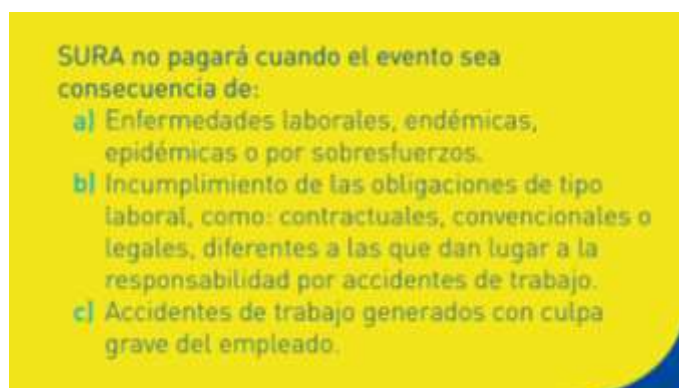 SURA no pagará cuando el evento sea
consecuencia de:
a) Enfermedades laborales, endémicas,
epidémicas o por sobresfuerzos.
b) Incumplimiento de las obligaciones de tipo
laboral, como: contractuales, convencionales o
legales, diferentes a las que dan lugar a la
responsabilidad por accidentes de trabajo.
c) Accidentes de trabajo generados con culpa
grave del empleado.